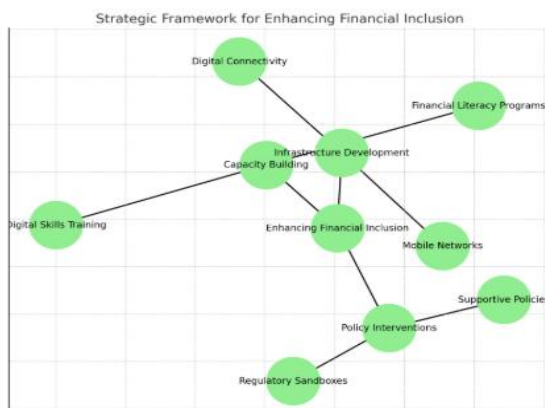 Strategic Framework for Enhancing Financial Inclusion
Digital Connectivity
Financial Literacy Programs
Infrastructure Development
Capacity Building
Digital Skills Training
Enhancing Financial Inclusion
Mobile Networks
Supportive Policie
Policy Interventions
Regulatory Sandboxes